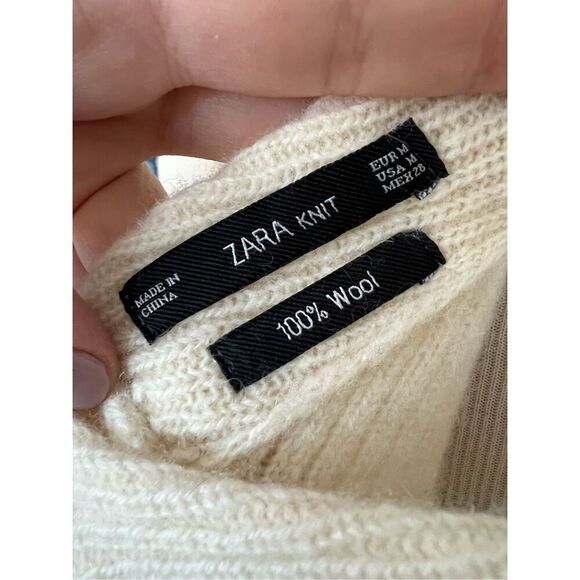 MADE IN
CHINA
ZARA KNIT
EUR M
USA M
MEX 28
100% Wool